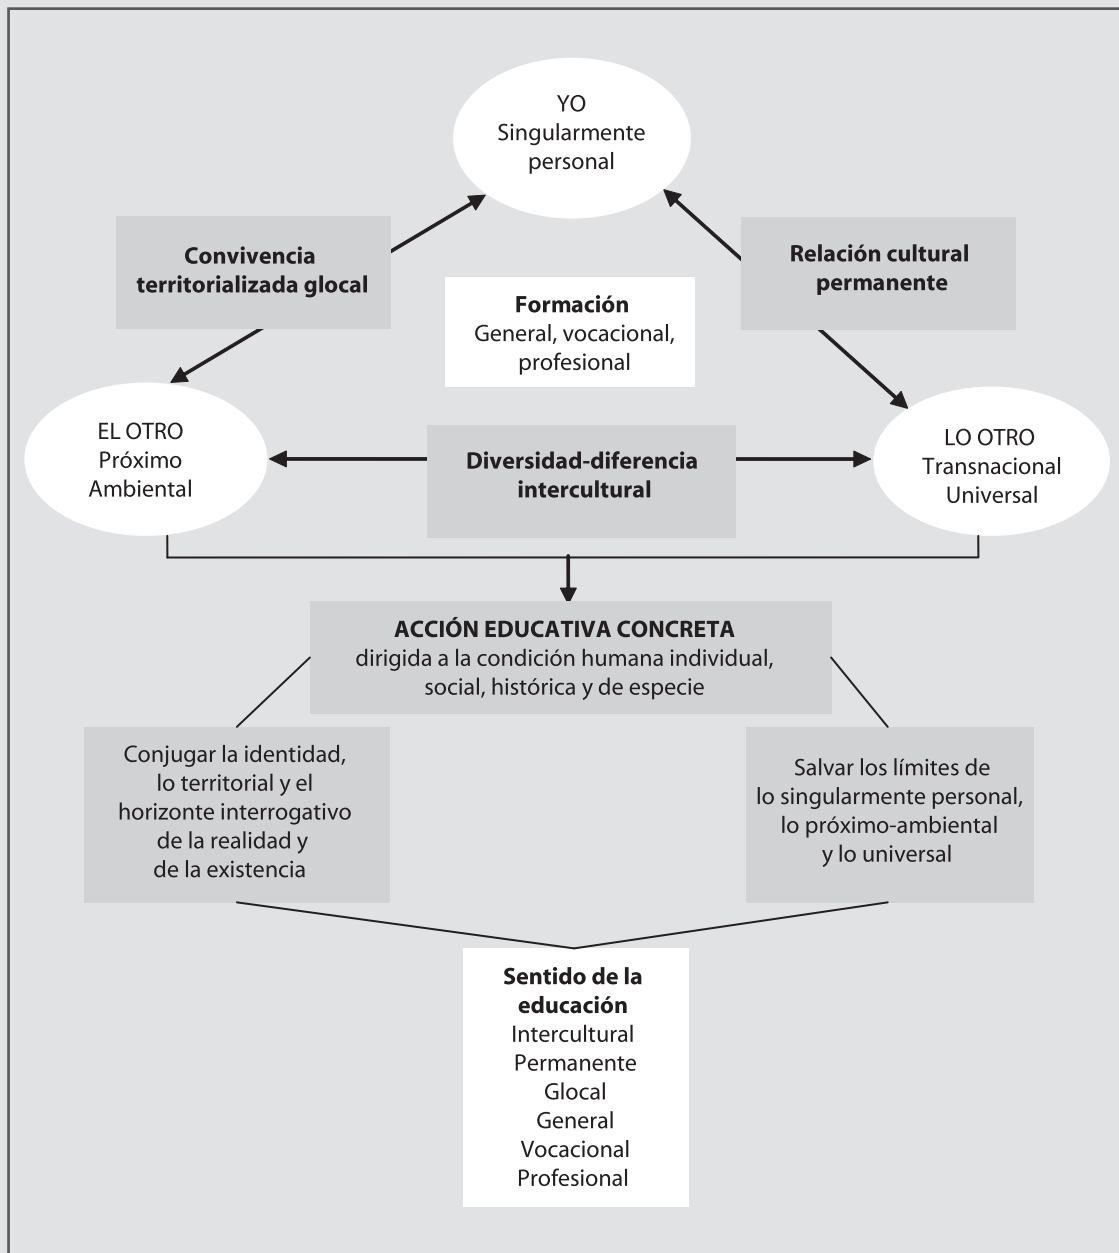 YO
Singularmente
personal
Convivencia
territorializada glocal
Relación cultural
permanente
Formación
General, vocacional,
profesional
EL OTRO
Próximo
Ambiental
Diversidad-diferencia
intercultural
LO OTRO
Transnacional
Universal
ACCIÓN EDUCATIVA CONCRETA
dirigida a la condición humana individual,
social, histórica y de especie
Conjugar la identidad,
lo territorial y el
horizonte interrogativo
de la realidad y
de la existencia
Salvar los límites de
lo singularmente personal,
lo próximo-ambiental
y lo universal
Sentido de la
educación
Intercultural
Permanente
Glocal
General
Vocacional
Profesional